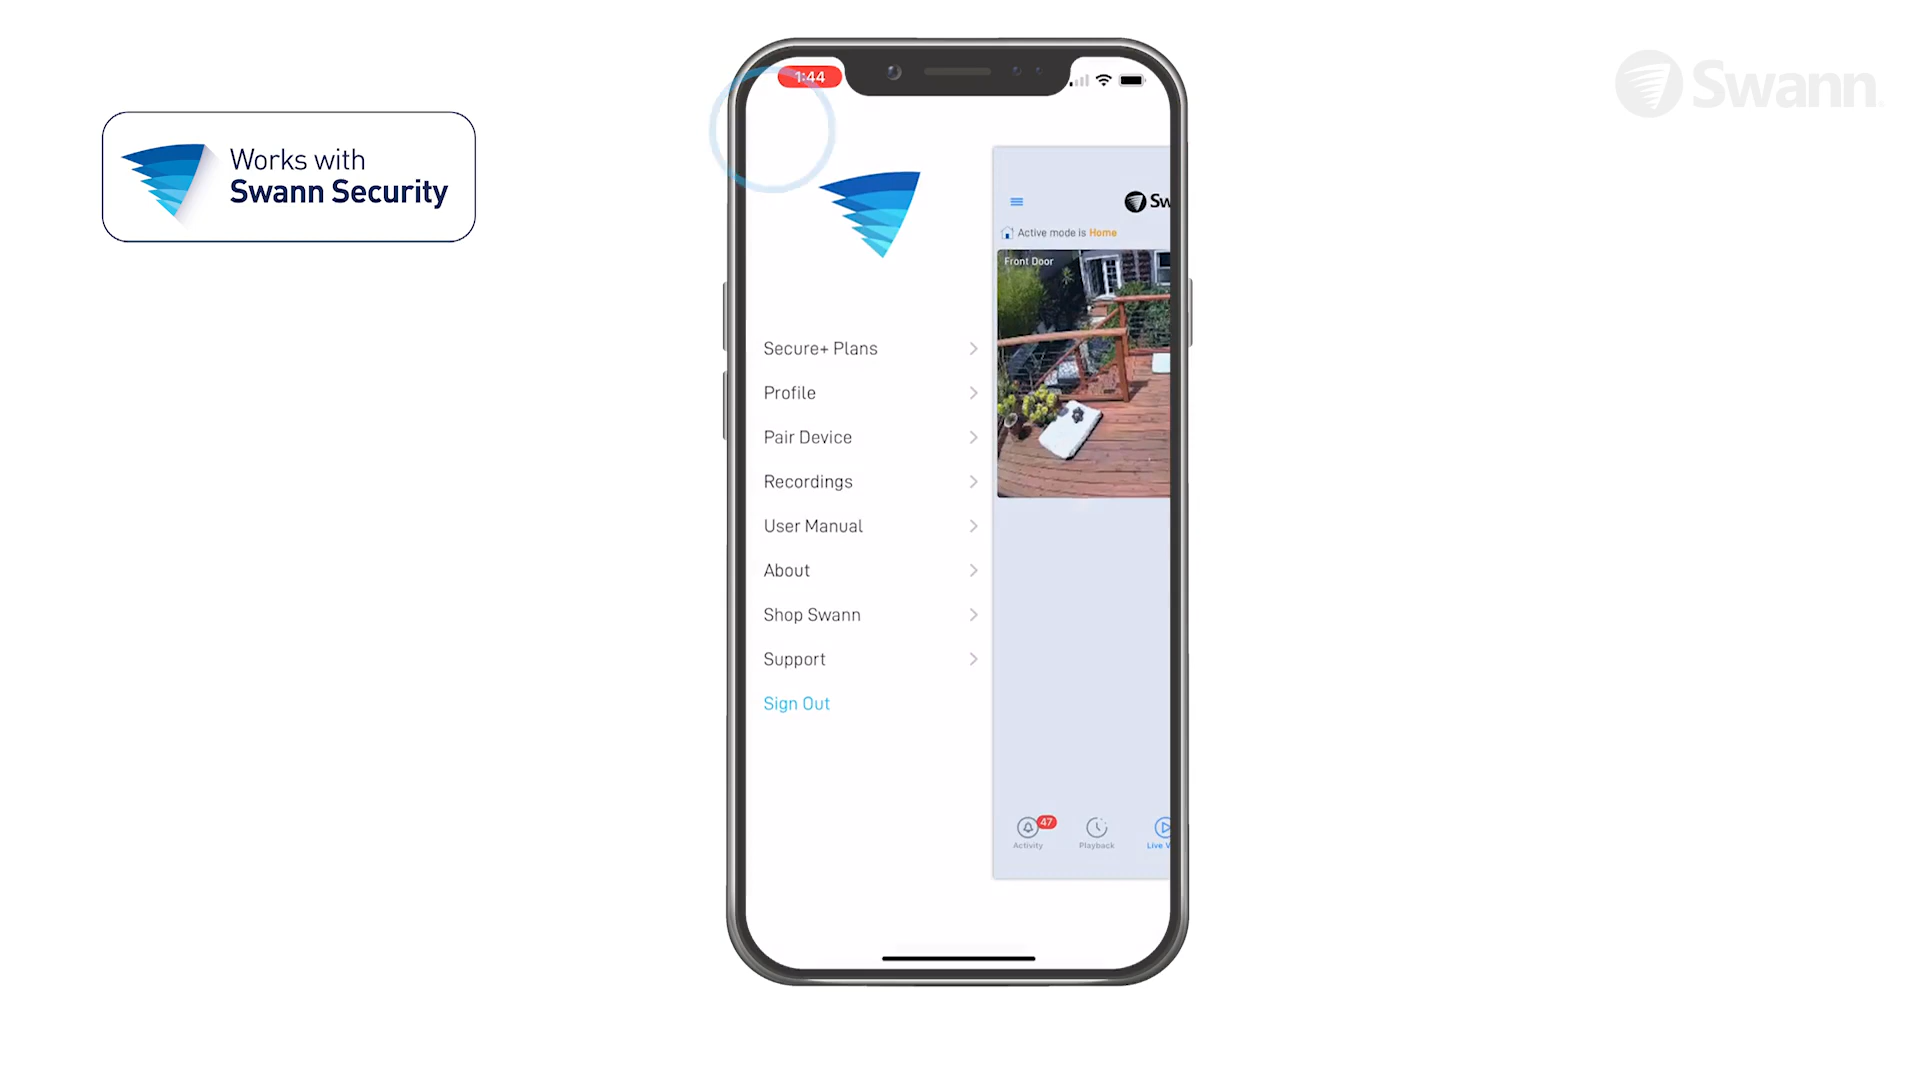 Works with
Swann Security
Swann
1:44
Secure+ Plans
Profile
Pair Device
Recordings
User Manual
About
Shop Swann
Support
Sign Out
Sw
Active mode is Home
Front Door
47
Activity
Playback
Live V